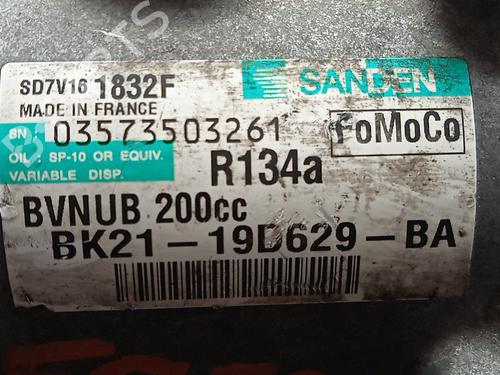 SD7V16 1832F
SANDEN
MADE IN FRANCE
SN: 03573503261
FoMoCo
OIL: SP-10 OR EQUIV.
VARIABLE DISP.
R134a
BVNUB 200cc
BK21-19D629-BA